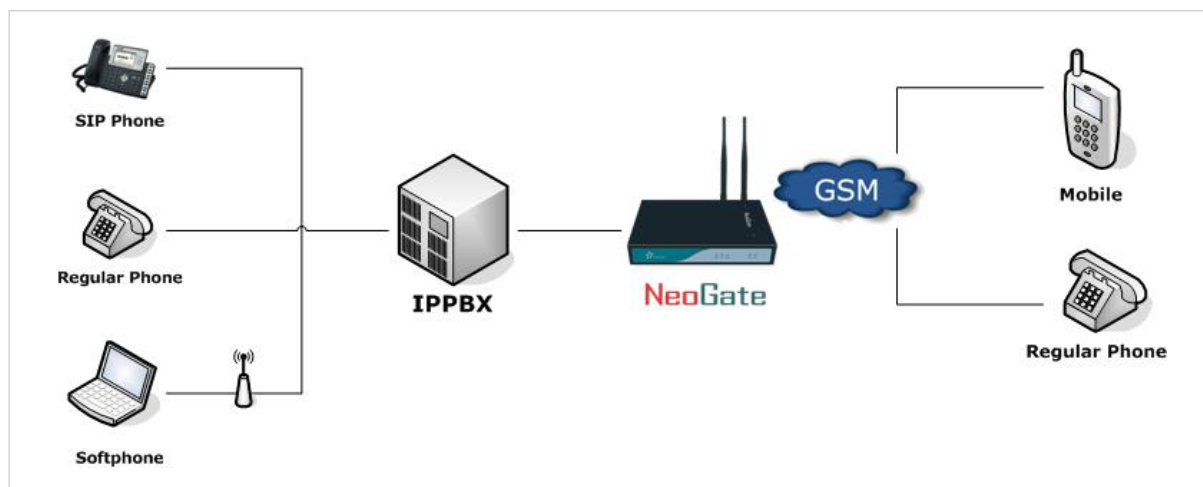 SIP Phone
Regular Phone
Softphone
IPPBX
NeoGate
GSM
Mobile
Regular Phone